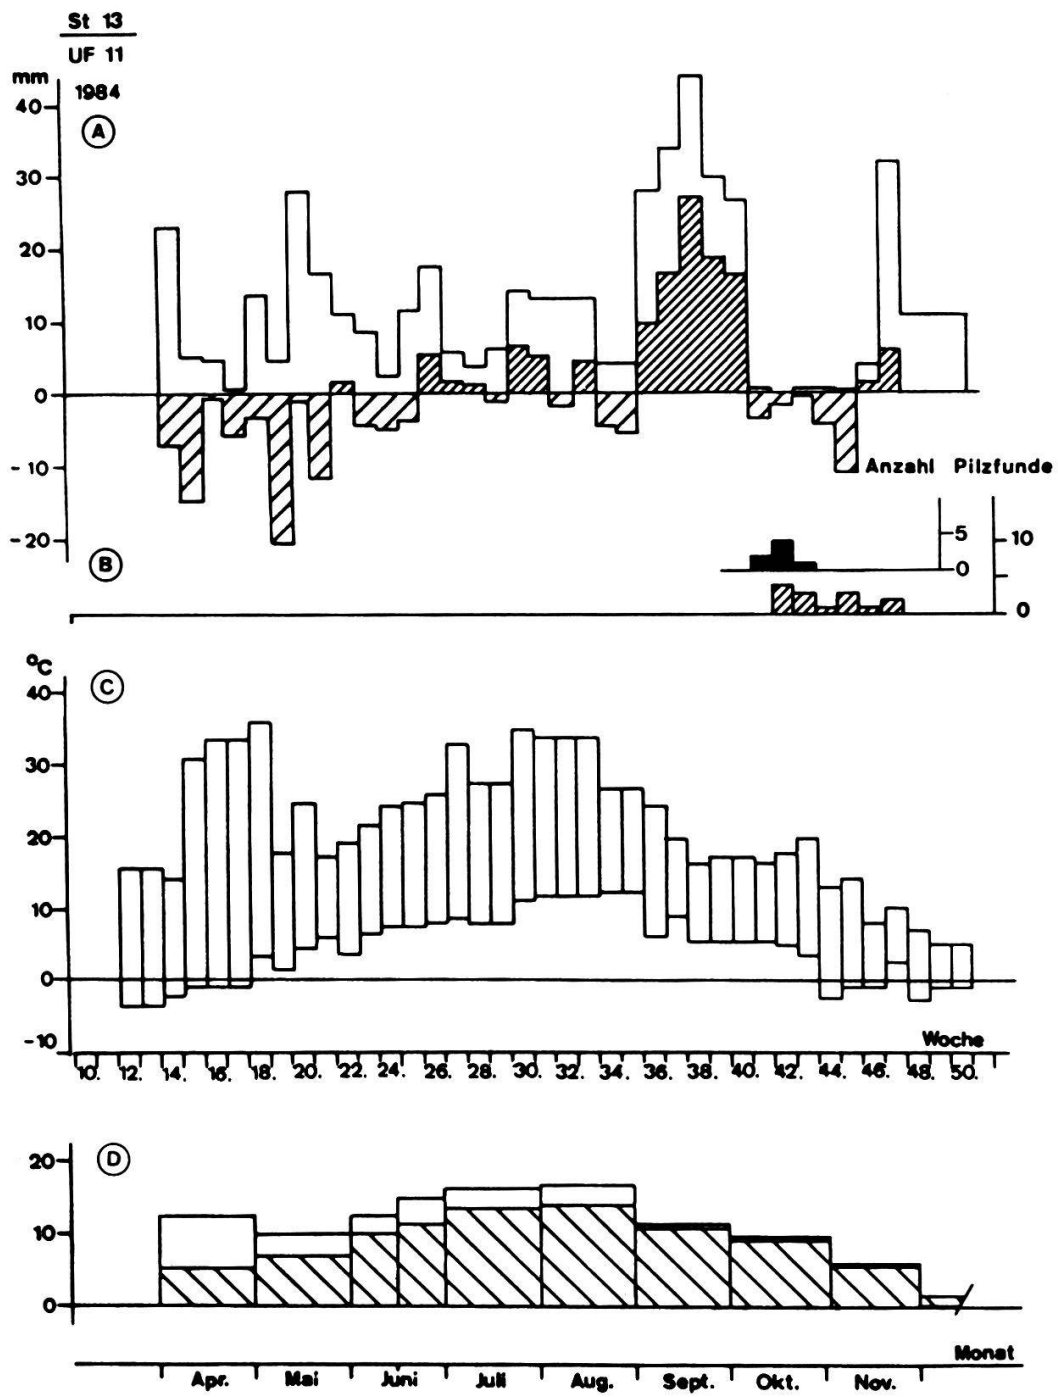 St 13
UF 11
mm
1984
40
A
30
20
10
0
-10
Anzahl Pilzfunde
-20
5
10
0
B
0
°C
C
40
30
20
10
0
-10
Woche
10. 12. 14. 16. 18. 20. 22. 24. 26. 28. 30. 32. 34. 36. 38. 40. 42. 44. 46. 48. 50.
D
20
10
0
Monat
Apr. Mai Juni Juli Aug. Sept. Okt. Nov.